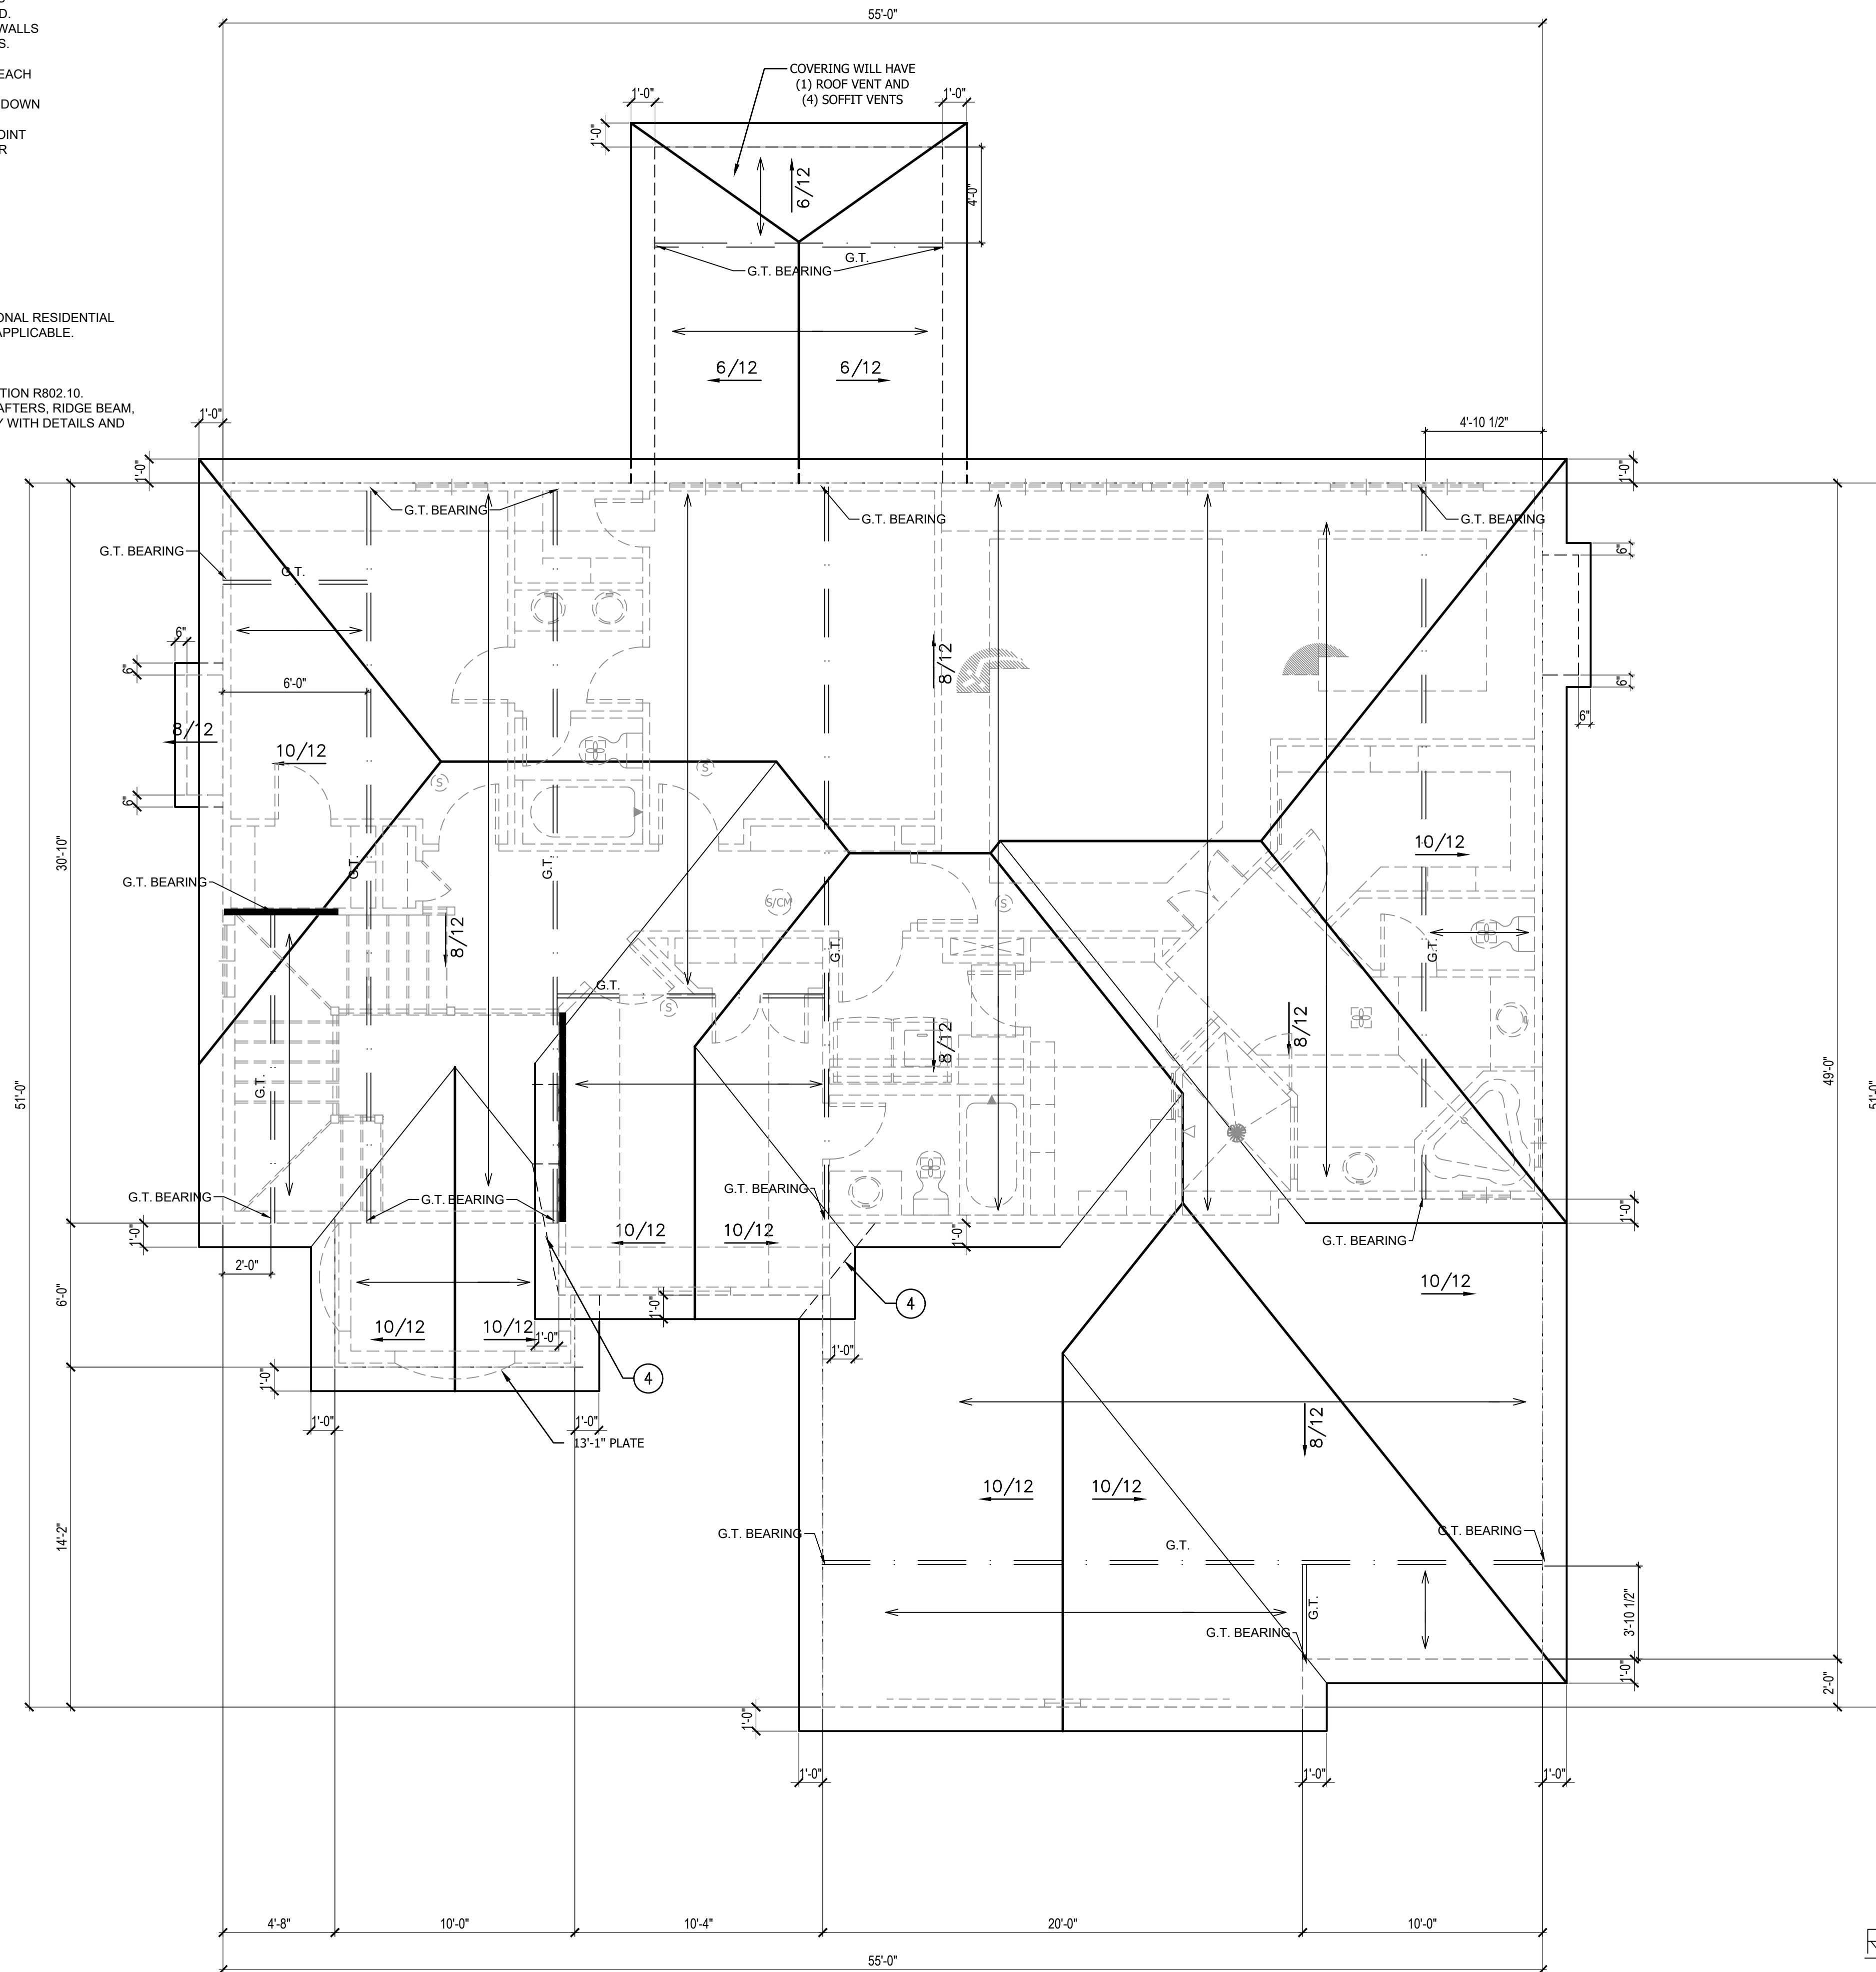 D.
WALLS
S.
EACH
DOWN
OINT
R
ONAL RESIDENTIAL
APPLICABLE.
TION R802.10.
AFTERS, RIDGE BEAM,
Y WITH DETAILS AND
55'-0"
COVERING WILL HAVE
(1) ROOF VENT AND
(4) SOFFIT VENTS
1'-0"
1'-0"
1'-0"
6/12
4'-0"
G.T.
G.T. BEARING
6/12
6/12
1'-0"
4'-10 1/2"
1'-0"
1'-0"
G.T. BEARING
G.T. BEARING
G.T. BEARING
G.T. BEARING
6"
G.T.
6"
6"
6'-0"
8/12
6"
6"
8/12
10/12
S
S
6"
30'-10"
10/12
G.T.
G.T.
G.T. BEARING
S/CM
S
8/12
G.T.
G.T.
G.T.
S
8/12
8/12
G.T.
51'-0"
49'-0"
51'-0"
G.T. BEARING
G.T. BEARING
G.T. BEARING
1'-0"
10/12
10/12
1'-0"
1'-0"
G.T. BEARING
2'-0"
10/12
6'-0"
1'-0"
4
10/12
10/12
1'-0"
1'-0"
1'-0"
4
1'-0"
1'-0"
13'-1" PLATE
8/12
10/12
10/12
14'-2"
G.T. BEARING
G.T.
G.T. BEARING
G.T.
3'-10 1/2"
G.T. BEARING
1'-0"
2'-0"
1'-0"
1'-0"
1'-0"
1'-0"
4'-8"
10'-0"
10'-4"
20'-0"
10'-0"
55'-0"